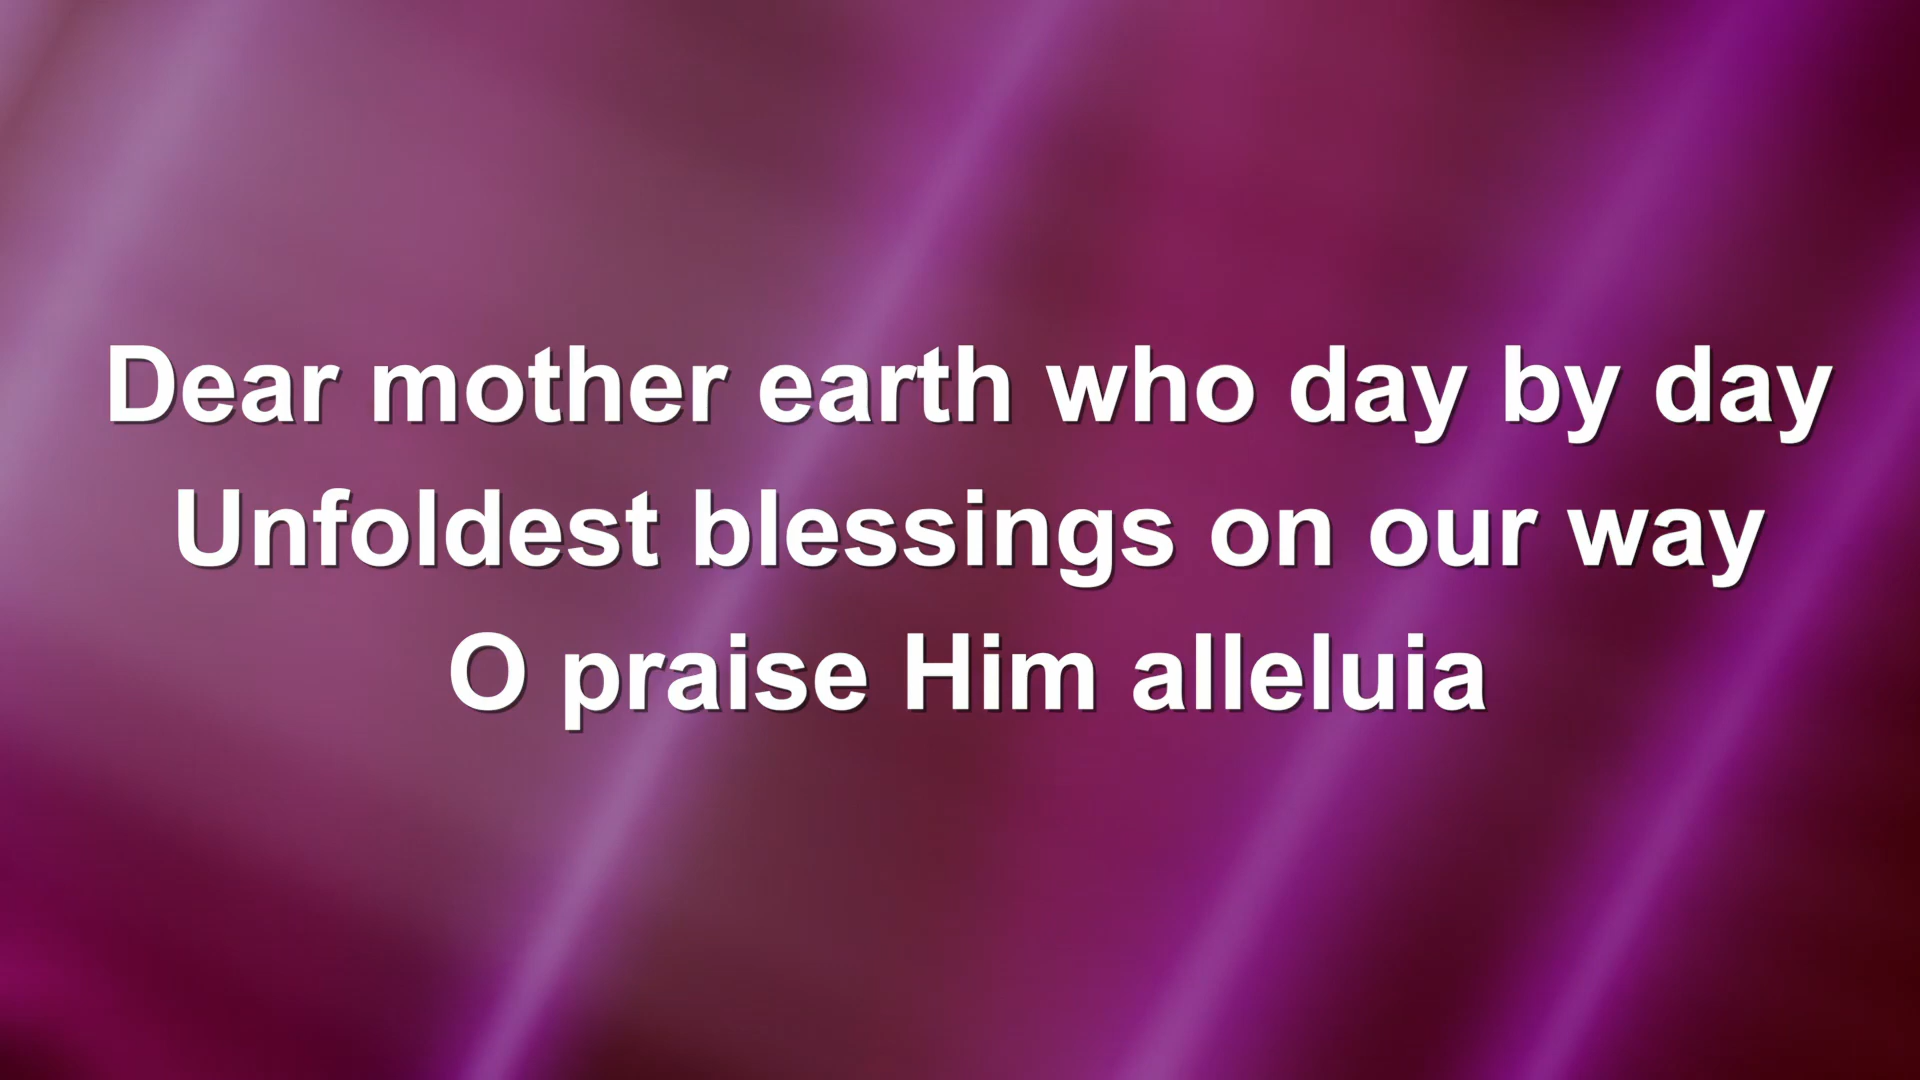 Dear mother earth who day by day
Unfoldest blessings on our way
O praise Him alleluia